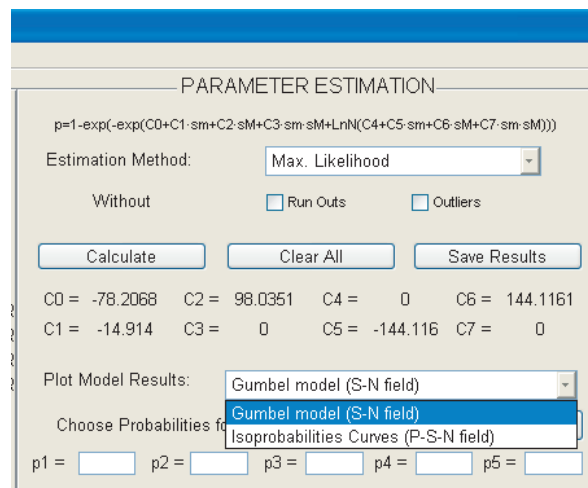 PARAMETER ESTIMATION
p=1-exp(-exp(C0+C1·sm+C2·sM+C3·sm·sM+LnN(C4+C5·sm+C6·sM+C7·sm·sM)))
Estimation Method: Max. Likelihood
Without Run Outs Outliers
Calculate Clear All Save Results
C0 = -78.2068 C2 = 98.0351 C4 = 0 C6 = 144.1161
C1 = -14.914 C3 = 0 C5 = -144.116 C7 = 0
Plot Model Results: Gumbel model (S-N field)
Gumbel model (S-N field)
Choose Probabilities
Isoprobabilities Curves (P-S-N field)
p1 = p2 = p3 = p4 = p5 =